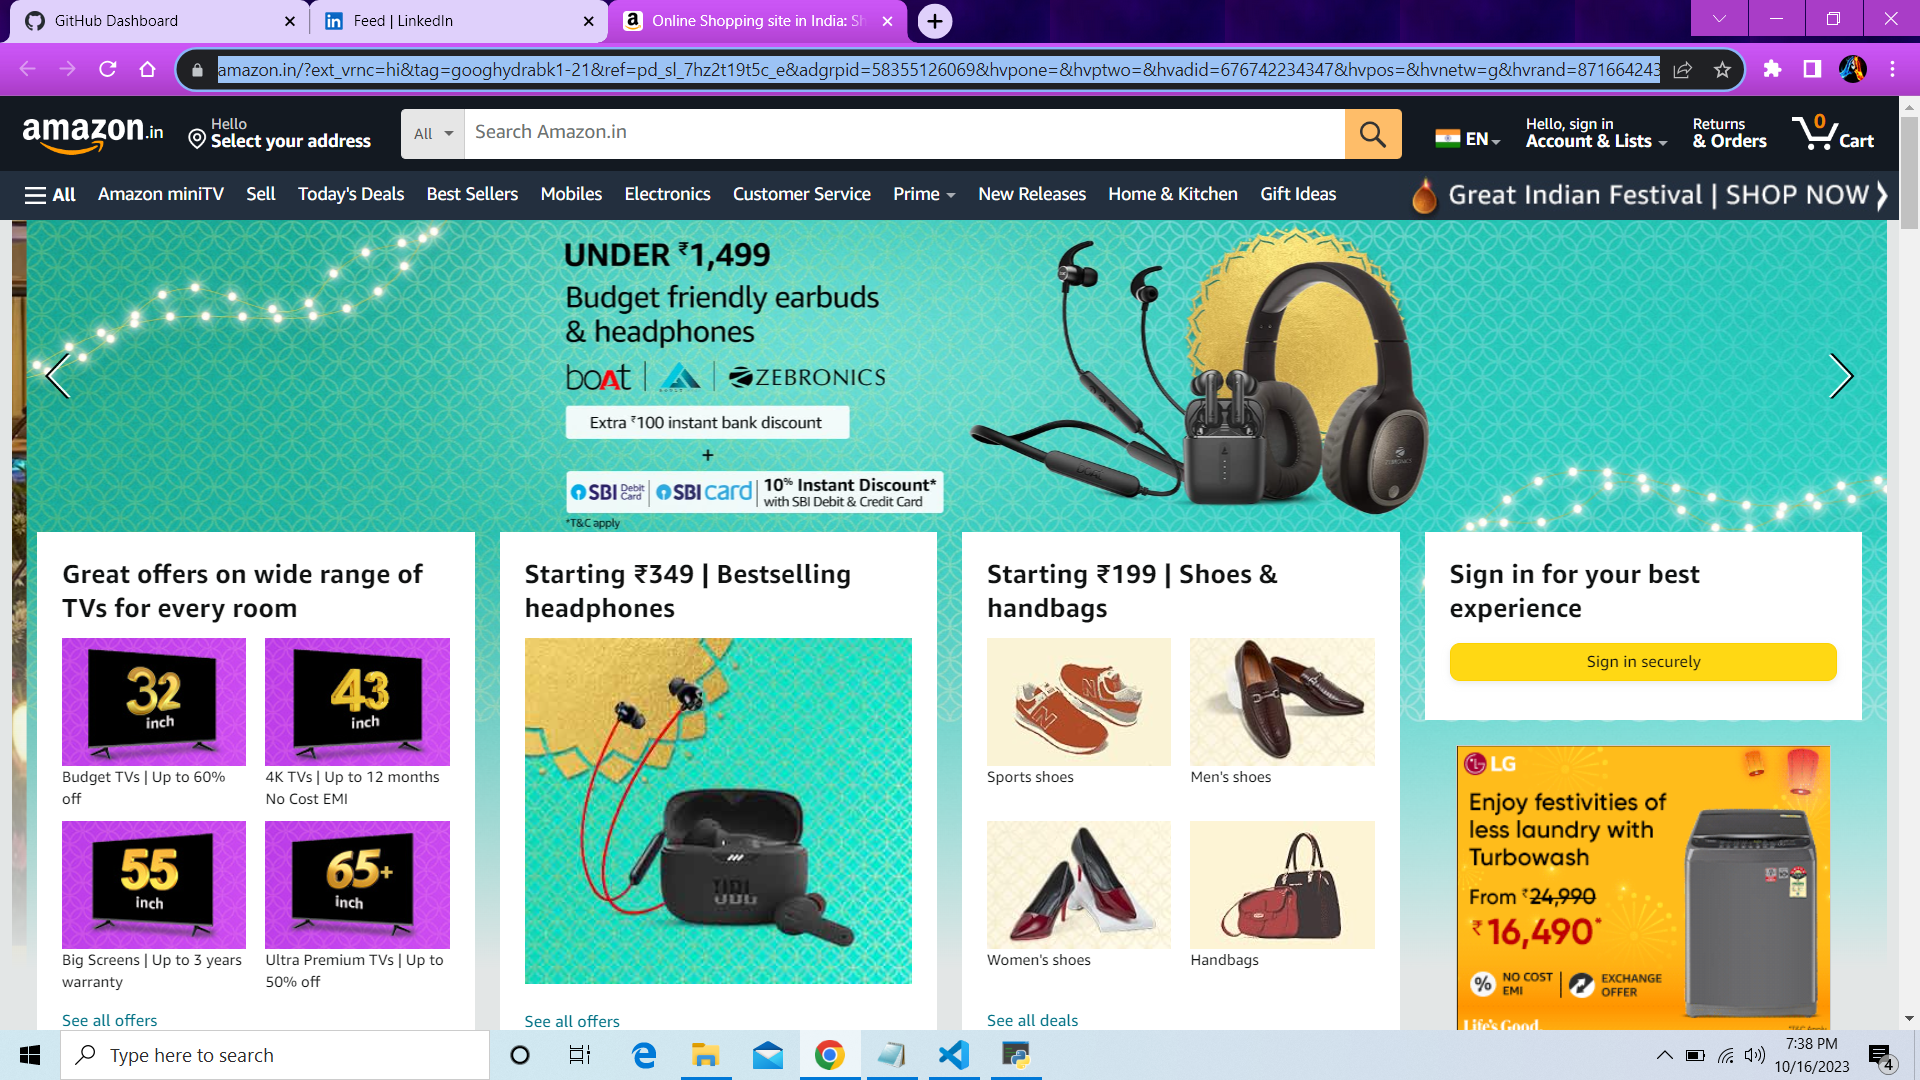 GitHub Dashboard
Feed | LinkedIn
Online Shopping site in India: Sh
amazon.in/?ext_vrnc=hi&tag=googhydrabk1-21&ref=pd_sl_7hz2t19t5c_e&adgrpid=58355126069&hvpone=&hvptwo=&hvadid=676742234347&hvpos=&hvnetw=g&hvrand=871664243
amazon.in
Hello
Select your address
All
Search Amazon.in
EN
Hello, sign in
Account & Lists
Returns
& Orders
0
Cart
All
Amazon miniTV
Sell
Today's Deals
Best Sellers
Mobiles
Electronics
Customer Service
Prime
New Releases
Home & Kitchen
Gift Ideas
Great Indian Festival | SHOP NOW
UNDER ₹1,499
Budget friendly earbuds
& headphones
boAt
ZEBRONICS
Extra ₹100 instant bank discount
+
SBI Debit Card
SBI card
10% Instant Discount*
with SBI Debit & Credit Card
*T&C apply
Great offers on wide range of
TVs for every room
32
inch
43
inch
Budget TVs | Up to 60%
off
4K TVs | Up to 12 months
No Cost EMI
55
inch
65+
inch
Big Screens | Up to 3 years
warranty
Ultra Premium TVs | Up to
50% off
See all offers
Starting ₹349 | Bestselling
headphones
JBL
See all offers
Starting ₹199 | Shoes &
handbags
Sports shoes
Men's shoes
Women's shoes
Handbags
See all deals
Sign in for your best
experience
Sign in securely
LG
Enjoy festivities of
less laundry with
Turbowash
From ₹24,990
₹16,490*
NO COST
EMI
EXCHANGE
OFFER
Life's Good
*T&C Apply
Type here to search
7:38 PM
10/16/2023
4